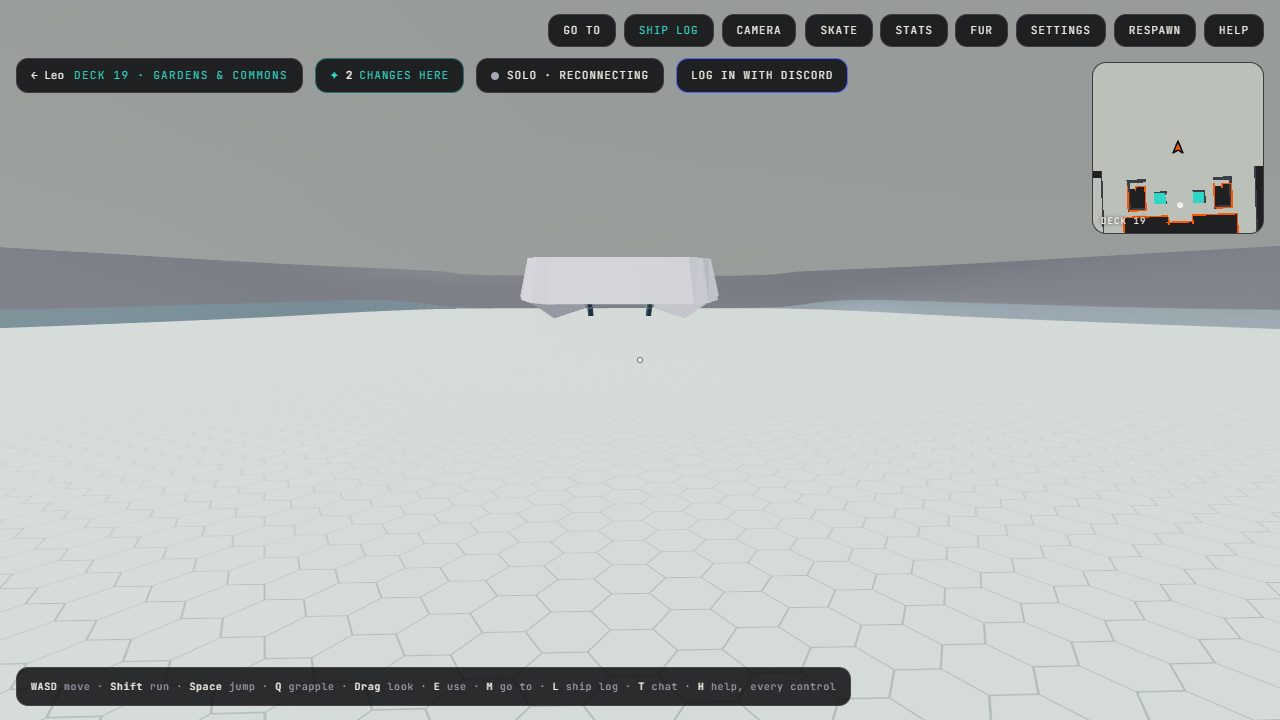 GO TO
SHIP LOG
CAMERA
SKATE
STATS
FUR
SETTINGS
RESPAWN
HELP
← Leo DECK 19 · GARDENS & COMMONS
✦ 2 CHANGES HERE
SOLO · RECONNECTING
LOG IN WITH DISCORD
DECK 19
WASD move · Shift run · Space jump · Q grapple · Drag look · E use · M go to · L ship log · T chat · H help, every control